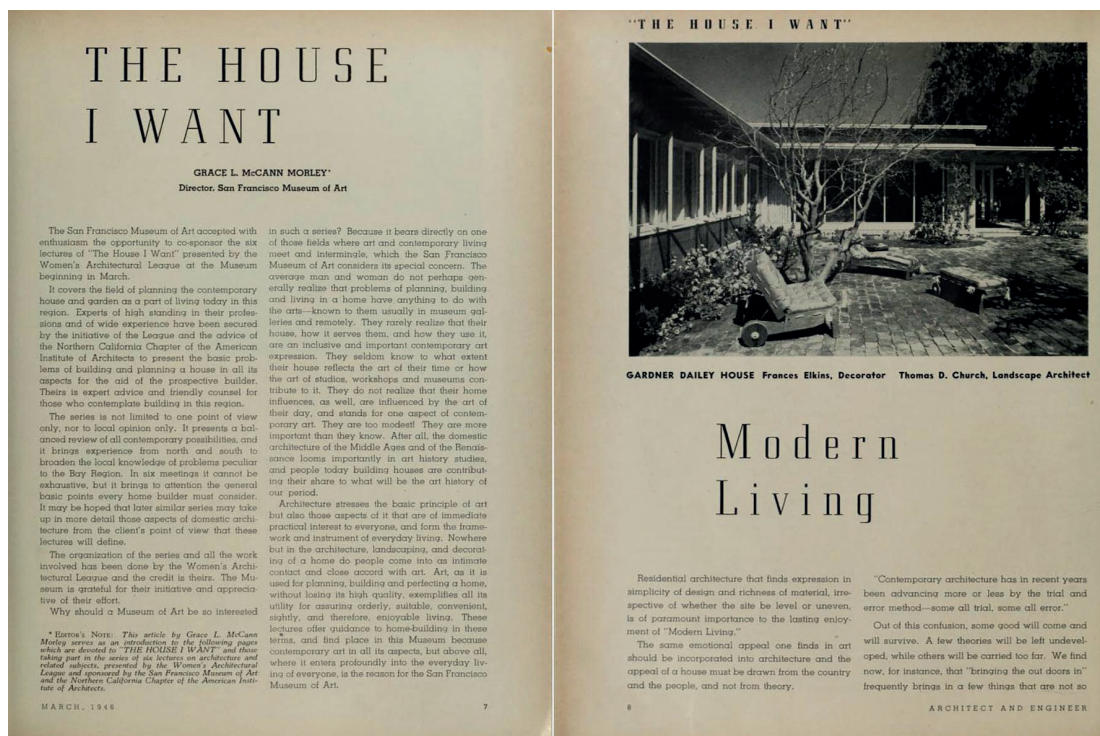 THE HOUSE
I WANT
GRACE L. McCANN MORLEY*
Director, San Francisco Museum of Art
The San Francisco Museum of Art accepted with
enthusiasm the opportunity to co-sponsor the six
lectures of "The House I Want" presented by the
Women's Architectural League at the Museum
beginning in March.
It covers the field of planning the contemporary
house and garden as a part of living today in this
region. Experts of high standing in their profes-
sions and of wide experience have been secured
by the initiative of the League and the advice of
the Northern California Chapter of the American
Institute of Architects to present the basic prob-
lems of building and planning a house in all its
aspects for the aid of the prospective builder.
Theirs is expert advice and friendly counsel for
those who contemplate building in this region.
The series is not limited to one point of view
only, nor to local opinion only. It presents a bal-
anced review of all contemporary possibilities, and
it brings experience from north and south to
broaden the local knowledge of problems peculiar
to the Bay Region. In six meetings it cannot be
exhaustive, but it brings to attention the general
basic points every home builder must consider.
It may be hoped that later similar series may take
up in more detail those aspects of domestic archi-
tecture from the client's point of view that these
lectures will define.
The organization of the series and all the work
involved has been done by the Women's Archi-
tectural League and the credit is theirs. The Mu-
seum is grateful for their initiative and apprecia-
tive of their effort.
Why should a Museum of Art be so interested
* EDITOR'S NOTE: This article by Grace L. McCann
Morley serves as an introduction to the following pages
which are devoted to "THE HOUSE I WANT" and those
taking part in the series of six lectures on architecture and
related subjects, presented by the Women's Architectural
League and sponsored by the San Francisco Museum of Art
and the Northern California Chapter of the American Insti-
tute of Architects.
in such a series? Because it bears directly on one
of those fields where art and contemporary living
meet and intermingle, which the San Francisco
Museum of Art considers its special concern. The
average man and woman do not perhaps gen-
erally realize that problems of planning, building
and living in a home have anything to do with
the arts—known to them usually in museum gal-
leries and remotely. They rarely realize that their
house, how it serves them, and how they use it,
are an inclusive and important contemporary art
expression. They seldom know to what extent
their house reflects the art of their time or how
the art of studios, workshops and museums con-
tribute to it. They do not realize that their home
influences, as well, are influenced by the art of
their day, and stands for one aspect of contem-
porary art. They are too modest! They are more
important than they know. After all, the domestic
architecture of the Middle Ages and of the Renais-
sance looms importantly in art history studies,
and people today building houses are contribut-
ing their share to what will be the art history of
our period.
Architecture stresses the basic principle of art
but also those aspects of it that are of immediate
practical interest to everyone, and form the frame-
work and instrument of everyday living. Nowhere
but in the architecture, landscaping, and decorat-
ing of a home do people come into as intimate
contact and close accord with art. Art, as it is
used for planning, building and perfecting a home,
without losing its high quality, exemplifies all its
utility for assuring orderly, suitable, convenient,
sightly, and therefore, enjoyable living. These
lectures offer guidance to home-building in these
terms, and find place in this Museum because
contemporary art in all its aspects, but above all,
where it enters profoundly into the everyday liv-
ing of everyone, is the reason for the San Francisco
Museum of Art.
MARCH, 1946
7
"THE HOUSE I WANT"
GARDNER DAILEY HOUSE Frances Elkins, Decorator Thomas D. Church, Landscape Architect
Modern
Living
Residential architecture that finds expression in
simplicity of design and richness of material, irre-
spective of whether the site be level or uneven,
is of paramount importance to the lasting enjoy-
ment of "Modern Living."
The same emotional appeal one finds in art
should be incorporated into architecture and the
appeal of a house must be drawn from the country
and the people, and not from theory.
"Contemporary architecture has in recent years
been advancing more or less by the trial and
error method—some all trial, some all error."
Out of this confusion, some good will come and
will survive. A few theories will be left undevel-
oped, while others will be carried too far. We find
now, for instance, that "bringing the out doors in"
frequently brings in a few things that are not so
8
ARCHITECT AND ENGINEER